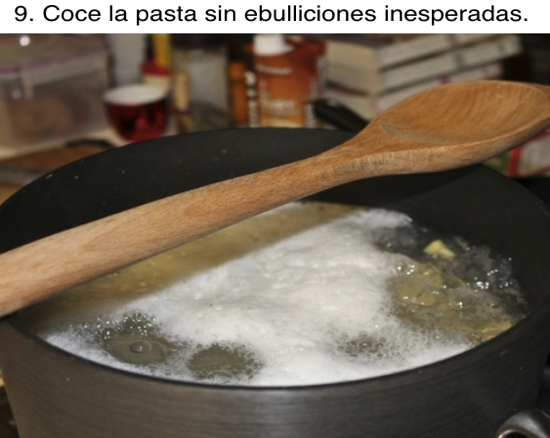 9. Coce la pasta sin ebulliciones inesperadas.